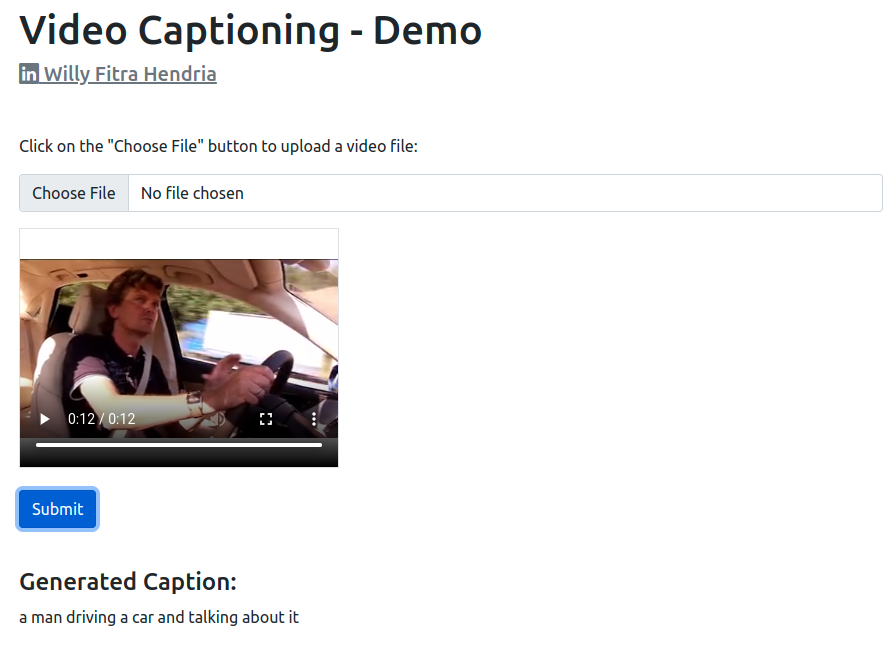 Video Captioning - Demo
in Willy Fitra Hendria
Click on the "Choose File" button to upload a video file:
Choose File No file chosen
0:12 / 0:12
Submit
Generated Caption:
a man driving a car and talking about it